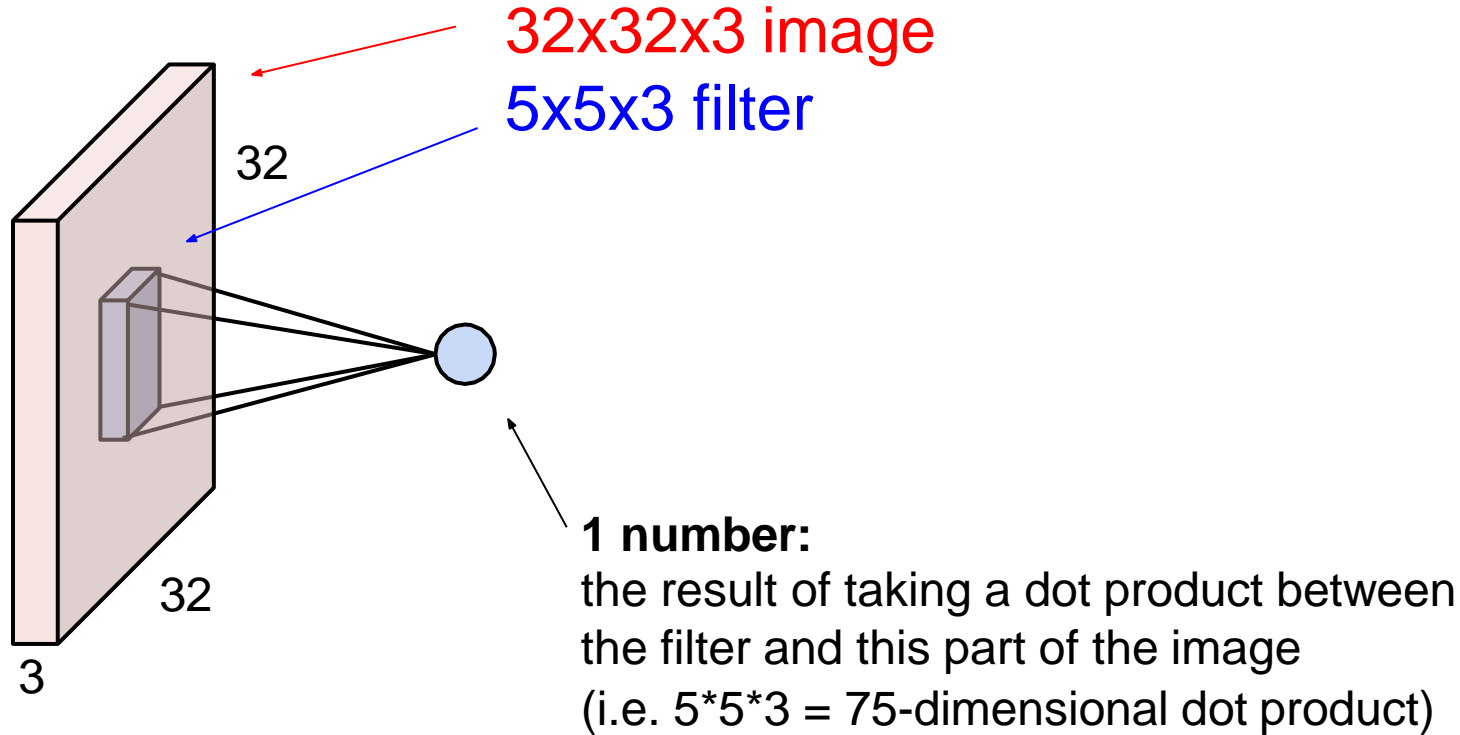 32x32x3 image
5x5x3 filter
32
32
3
1 number:
the result of taking a dot product between
the filter and this part of the image
(i.e. 5*5*3 = 75-dimensional dot product)